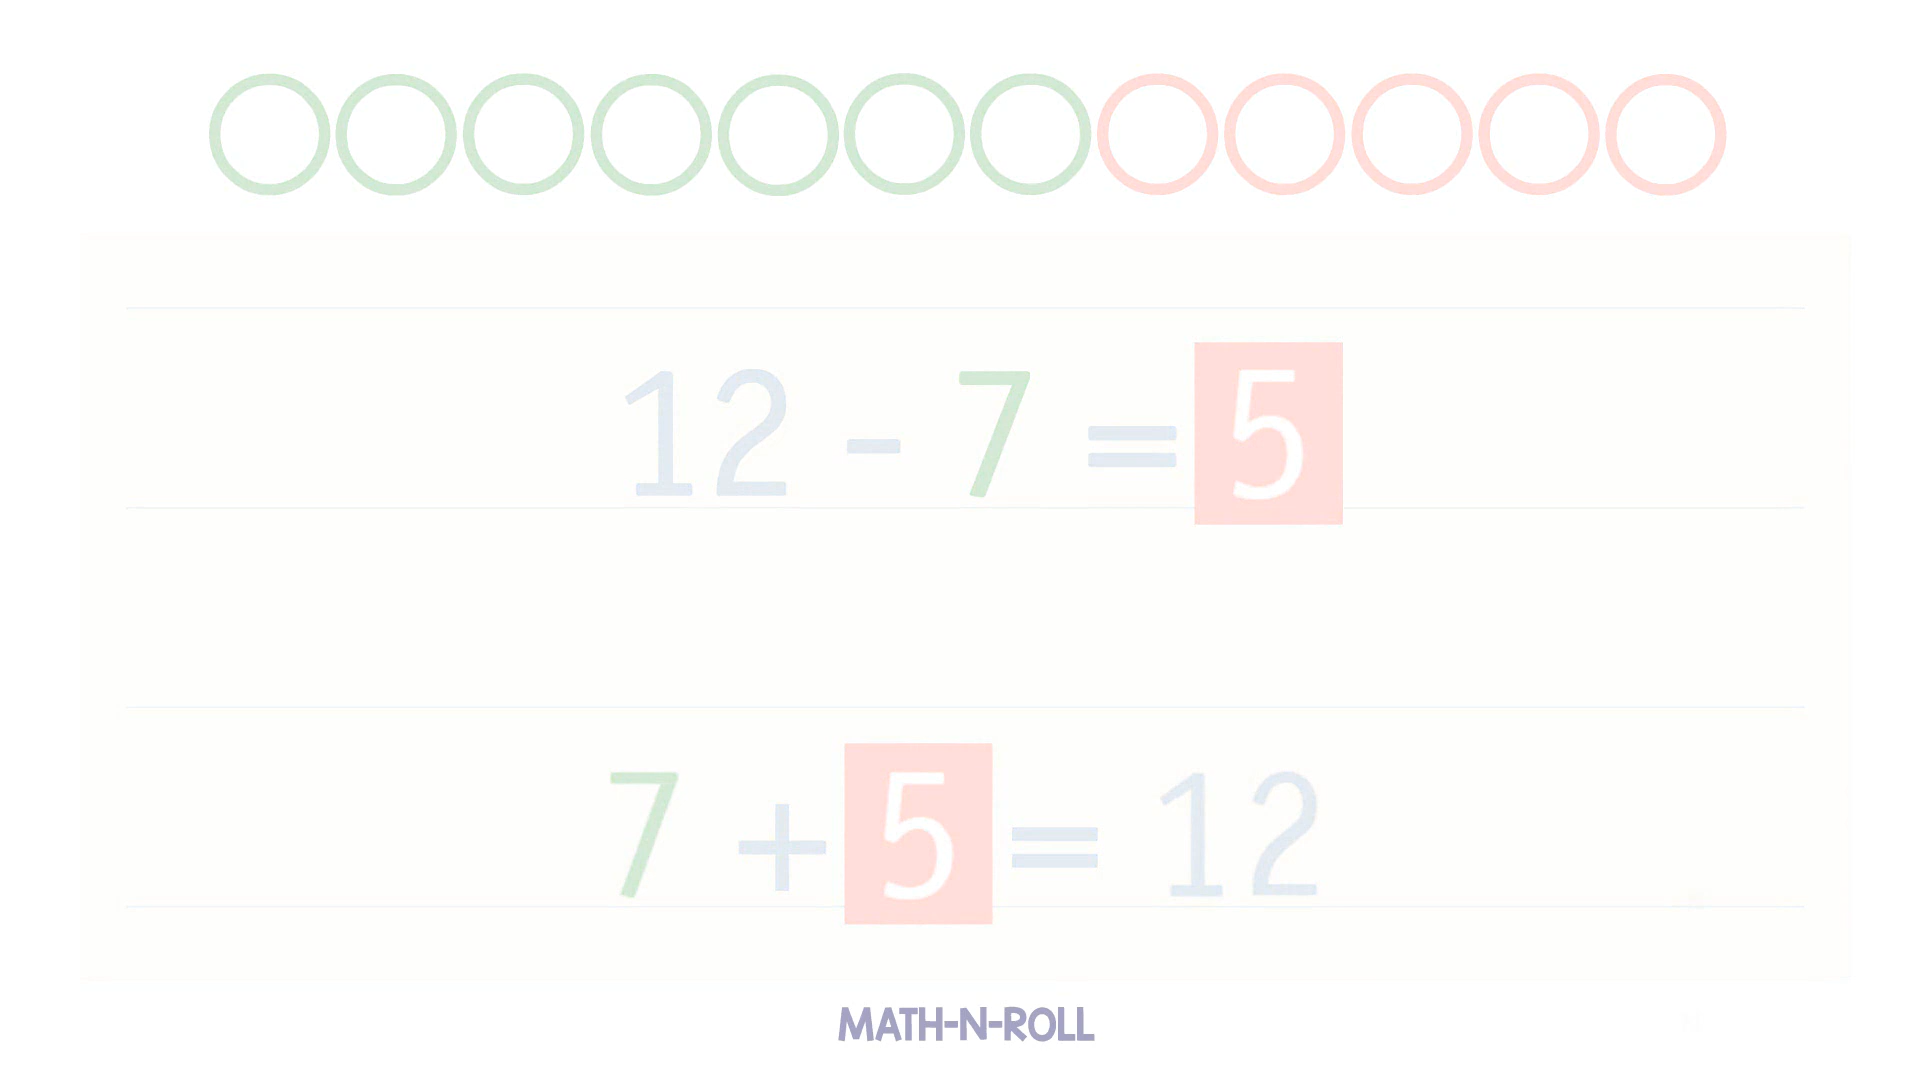 12 - 7 = 5
7 + 5 = 12
MATH-N-ROLL